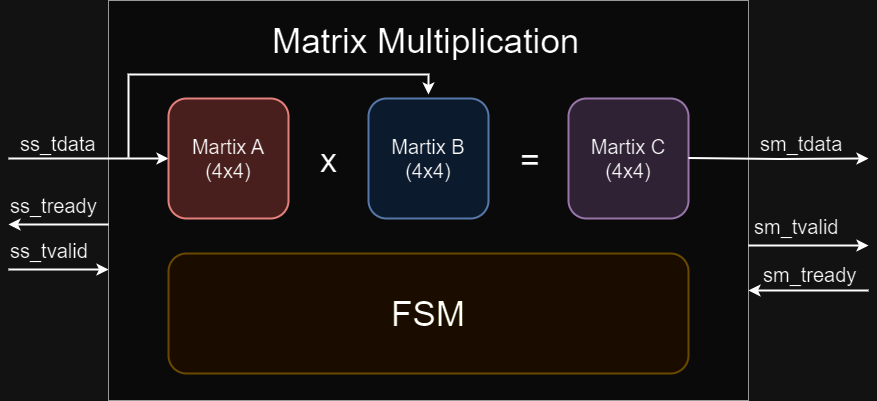 Matrix Multiplication
ss_tdata
Martix A
(4x4)
x
Martix B
(4x4)
=
Martix C
(4x4)
sm_tdata
ss_tready
ss_tvalid
sm_tvalid
sm_tready
FSM